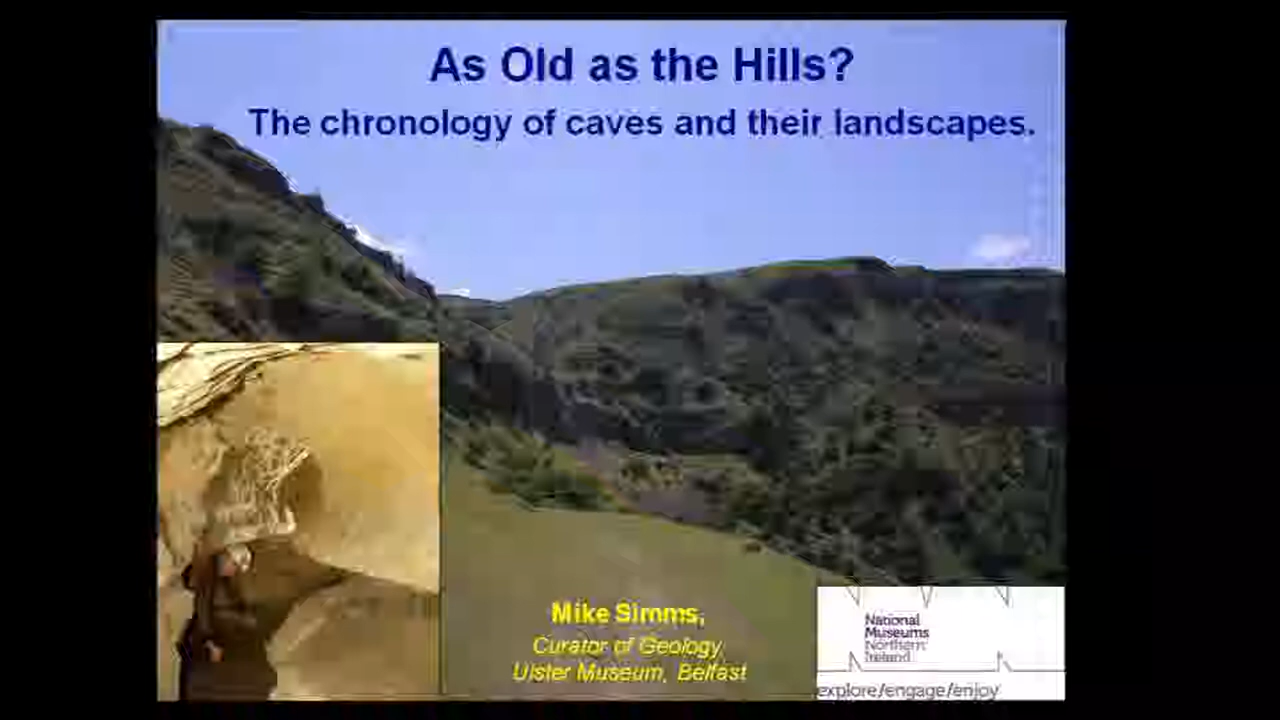 As Old as the Hills?
The chronology of caves and their landscapes.
Mike Simms,
Curator of Geology,
Ulster Museum, Belfast
National
Museums
Northern
Ireland
explore/engage/enjoy